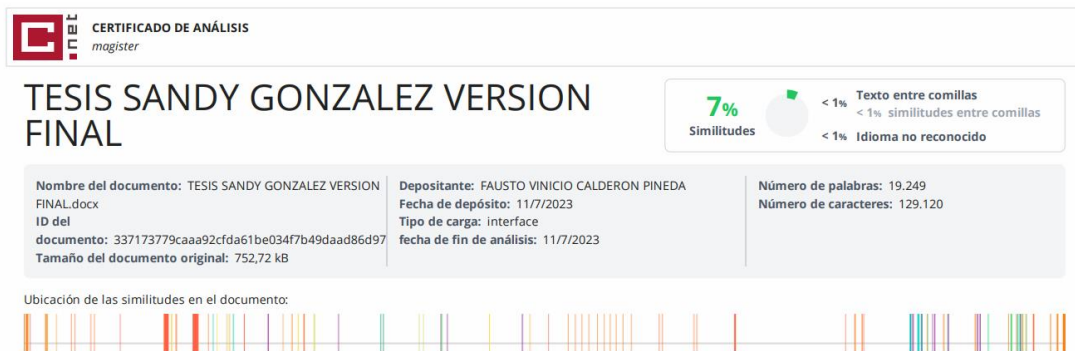 C
.net
CERTIFICADO DE ANÁLISIS
magister
TESIS SANDY GONZALEZ VERSION
FINAL
7%
Similitudes
< 1% Texto entre comillas
< 1% similitudes entre comillas
< 1% Idioma no reconocido
Nombre del documento: TESIS SANDY GONZALEZ VERSION
FINAL.docx
ID del
documento: 337173779caaa92cfda61be034f7b49daad86d97
Tamaño del documento original: 752,72 kB
Depositante: FAUSTO VINICIO CALDERON PINEDA
Fecha de depósito: 11/7/2023
Tipo de carga: interface
fecha de fin de análisis: 11/7/2023
Número de palabras: 19.249
Número de caracteres: 129.120
Ubicación de las similitudes en el documento: